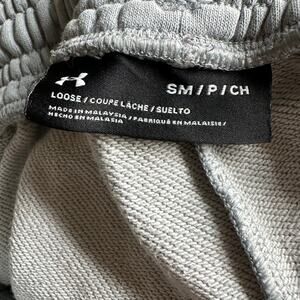 SM / P / CH
LOOSE / COUPE LÂCHE / SUELTO
MADE IN MALAYSIA
HECHO EN MALASIA / FABRIQUÉ EN MALAISIE /